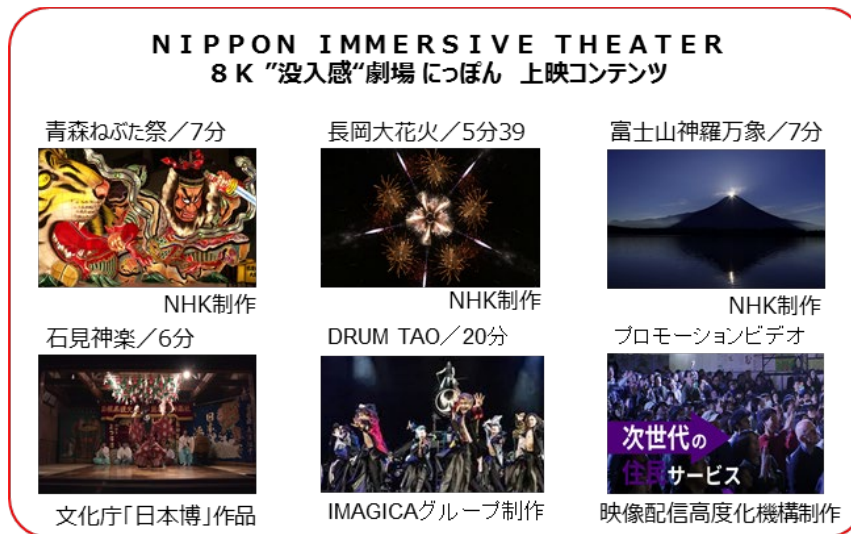 NIPPON IMMERSIVE THEATER
8K "没入感“劇場 にっぽん 上映コンテンツ
青森ねぶた祭／7分
長岡大花火／5分39
富士山神羅万象／7分
NHK制作
NHK制作
NHK制作
石見神楽／6分
DRUM TAO／20分
プロモーションビデオ
次世代の
住民サービス
文化庁「日本博」作品
IMAGICAグループ制作
映像配信高度化機構制作